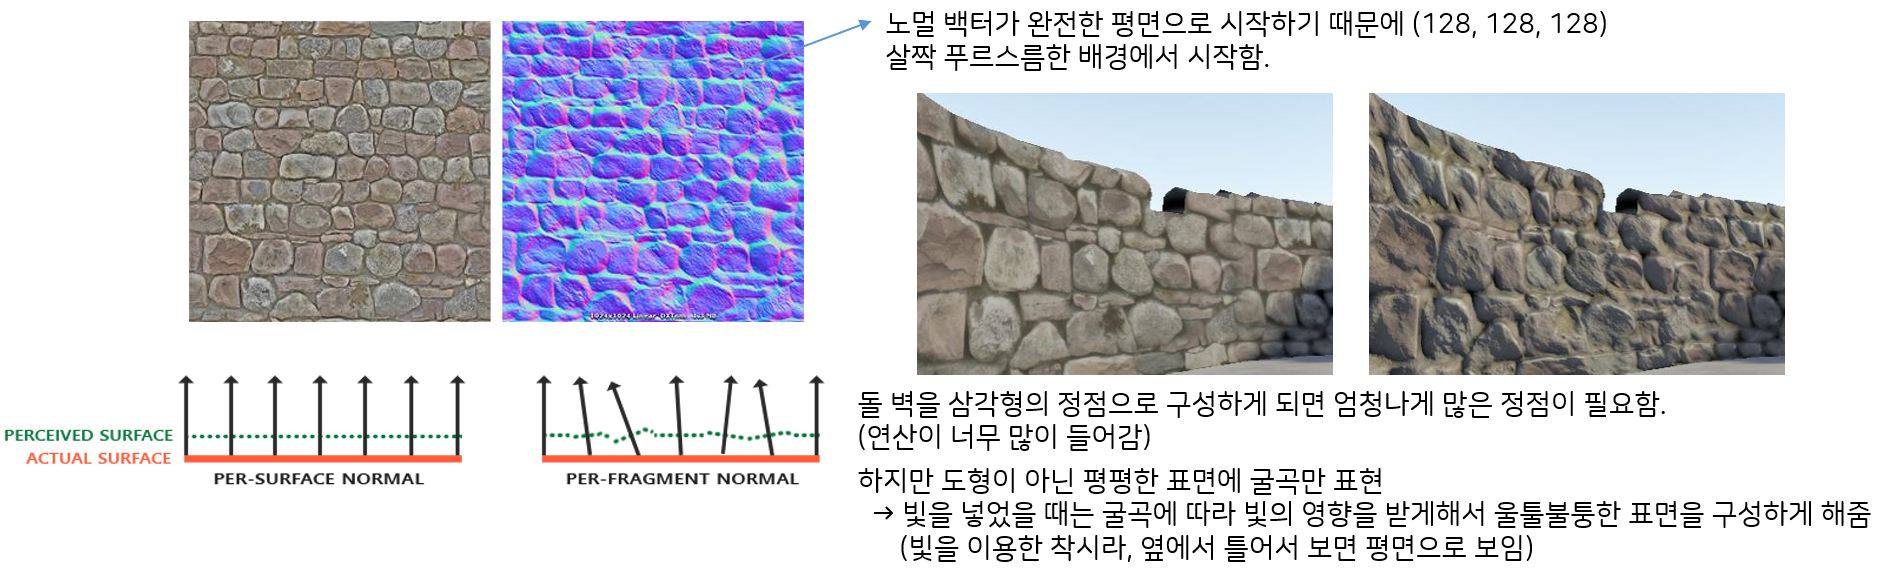 노멀 백터가 완전한 평면으로 시작하기 때문에 (128, 128, 128)
살짝 푸르스름한 배경에서 시작함.
PERCEIVED SURFACE
ACTUAL SURFACE
PER-SURFACE NORMAL
PER-FRAGMENT NORMAL
돌 벽을 삼각형의 정점으로 구성하게 되면 엄청나게 많은 정점이 필요함.
(연산이 너무 많이 들어감)
하지만 도형이 아닌 평평한 표면에 굴곡만 표현
→ 빛을 넣었을 때는 굴곡에 따라 빛의 영향을 받게해서 울툴불퉁한 표면을 구성하게 해줌
(빛을 이용한 착시라, 옆에서 틀어서 보면 평면으로 보임)